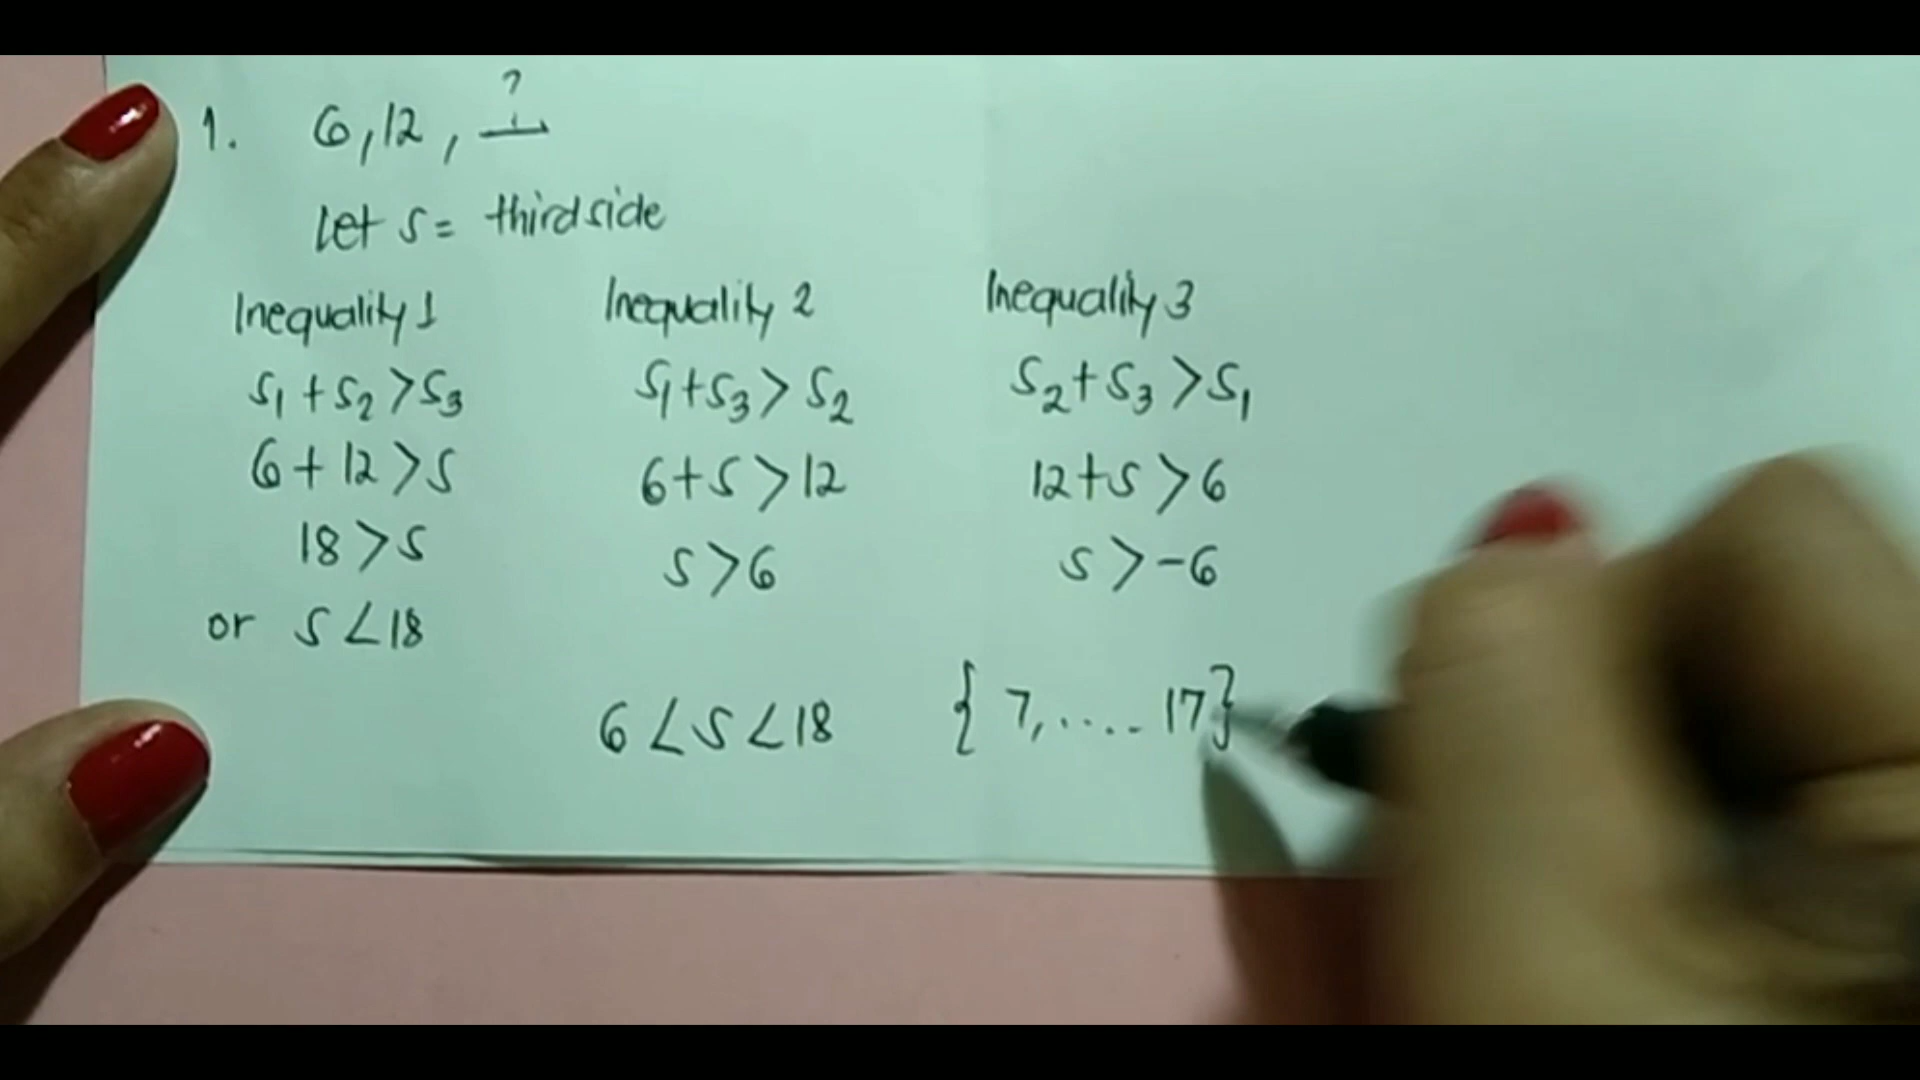 1. 6, 12, ?
Let s = third side
Inequality 1
s₁ + s₂ > s₃
6 + 12 > s
18 > s
or s < 18
Inequality 2
s₁ + s₃ > s₂
6 + s > 12
s > 6
Inequality 3
s₂ + s₃ > s₁
12 + s > 6
s > -6
6 < s < 18
{ 7, .... 17}